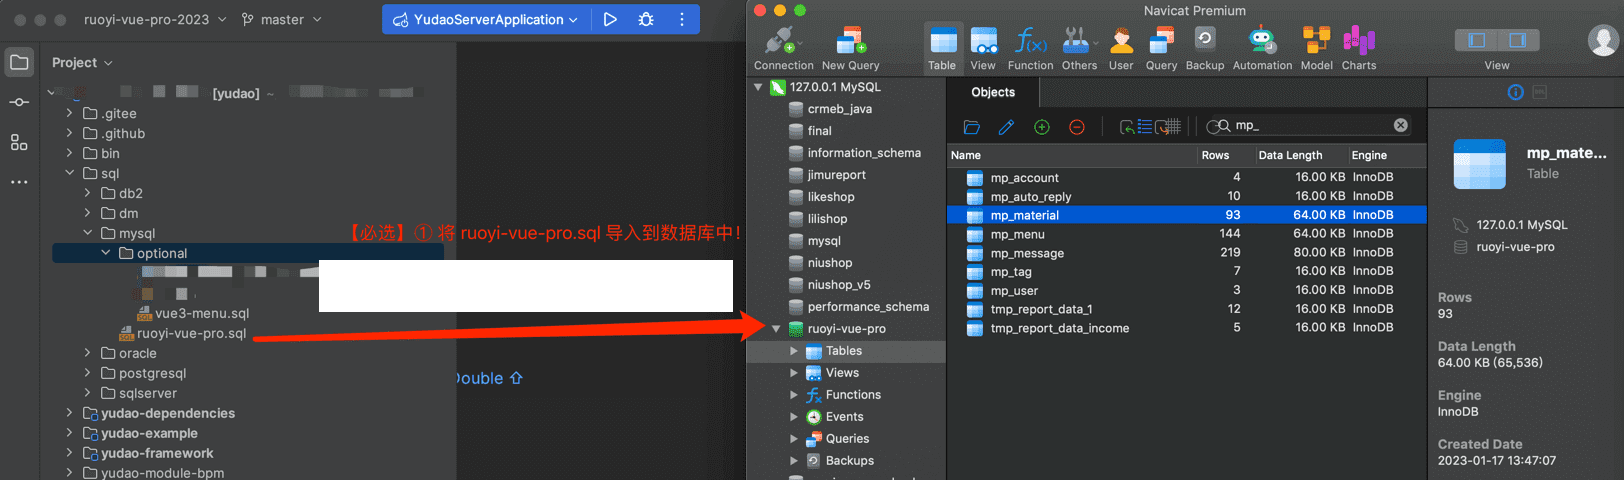 ruoyi-vue-pro-2023
master
YudaoServerApplication
Project
[yudao] ~
.gitee
.github
bin
sql
db2
dm
mysql
optional
vue3-menu.sql
ruoyi-vue-pro.sql
oracle
postgresql
sqlserver
yudao-dependencies
yudao-example
yudao-framework
yudao-module-bpm
【必选】① 将 ruoyi-vue-pro.sql 导入到数据库中!
Double ⇧
Navicat Premium
Connection
New Query
Table
View
Function
Others
User
Query
Backup
Automation
Model
Charts
View
127.0.0.1 MySQL
crmeb_java
final
information_schema
jimureport
likeshop
lilishop
mysql
niushop
niushop_v5
performance_schema
ruoyi-vue-pro
Tables
Views
Functions
Events
Queries
Backups
Objects
mp_
Name Rows Data Length Engine
mp_account 4 16.00 KB InnoDB
mp_auto_reply 10 16.00 KB InnoDB
mp_material 93 64.00 KB InnoDB
mp_menu 144 64.00 KB InnoDB
mp_message 219 80.00 KB InnoDB
mp_tag 7 16.00 KB InnoDB
mp_user 3 16.00 KB InnoDB
tmp_report_data_1 12 16.00 KB InnoDB
tmp_report_data_income 5 16.00 KB InnoDB
mp_mate...
Table
127.0.0.1 MySQL
ruoyi-vue-pro
Rows
93
Data Length
64.00 KB (65,536)
Engine
InnoDB
Created Date
2023-01-17 13:47:07